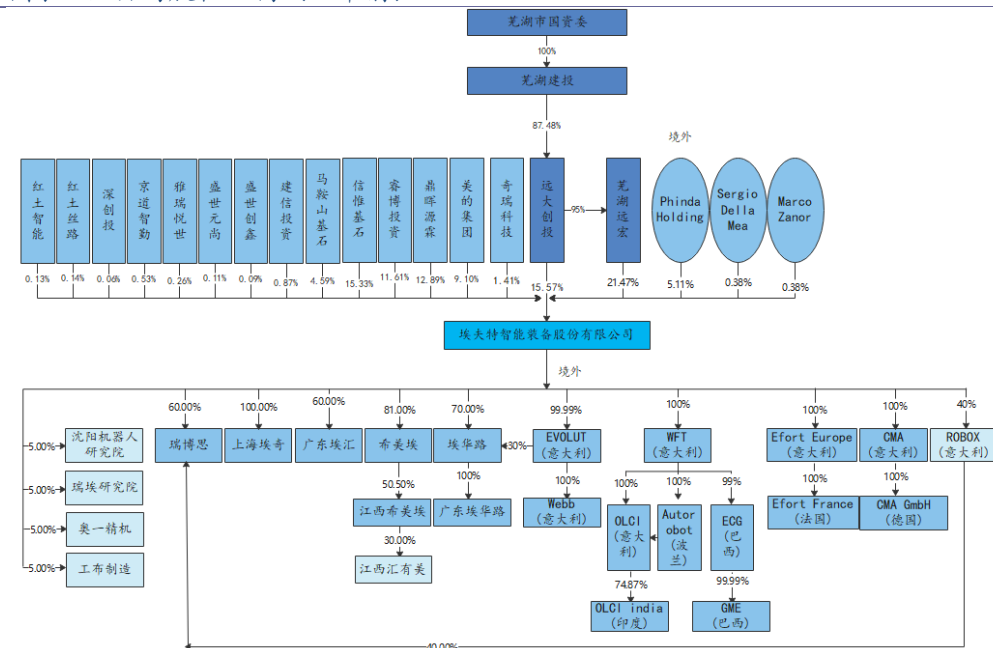 芜湖市国资委
100%
芜湖建投
87.48%
境外
红土智能
红土丝路
深创投
京道智勤
雅瑞悦世
盛世元尚
盛世创鑫
建信投资
马鞍山基石
信惟基石
睿博投资
鼎晖源霖
美的集团
奇瑞科技
远大创投
95%
芜湖远宏
Phinda
Holding
Sergio
Della
Mea
Marco
Zanor
0.13%
0.14%
0.06%
0.53%
0.26%
0.11%
0.09%
0.87%
4.59%
15.33%
11.61%
12.89%
9.10%
1.41%
15.57%
21.47%
5.11%
0.38%
0.38%
埃夫特智能装备股份有限公司
境外
60.00%
100.00%
60.00%
81.00%
70.00%
99.99%
100%
100%
100%
40%
5.00%
沈阳机器人
研究院
瑞博思
上海埃奇
广东埃汇
希美埃
埃华路
30%
EVOLUT
(意大利)
WFT
(意大利)
Efort Europe
(意大利)
CMA
(意大利)
ROBOX
(意大利)
50.50%
100%
100%
100%
100%
99%
100%
100%
5.00%
瑞埃研究院
江西希美埃
广东埃华路
Webb
(意大利)
OLCI
(意大
利)
Autor
obot
(波
兰)
ECG
(巴
西)
Efort France
(法国)
CMA GmbH
(德国)
5.00%
奥一精机
30.00%
5.00%
工布制造
江西汇有美
74.87%
99.99%
OLCI india
(印度)
GME
(巴西)
40.00%